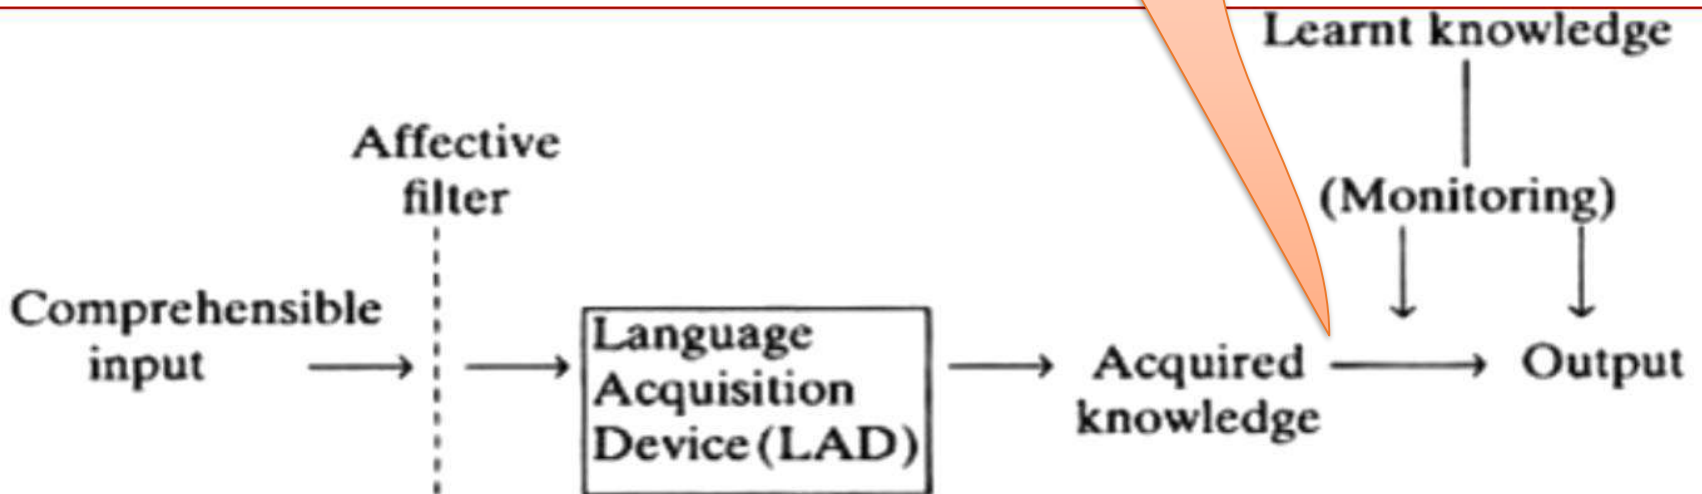 Learnt knowledge
Affective
filter
(Monitoring)
Comprehensible
input
Language
Acquisition
Device (LAD)
Acquired
knowledge
Output